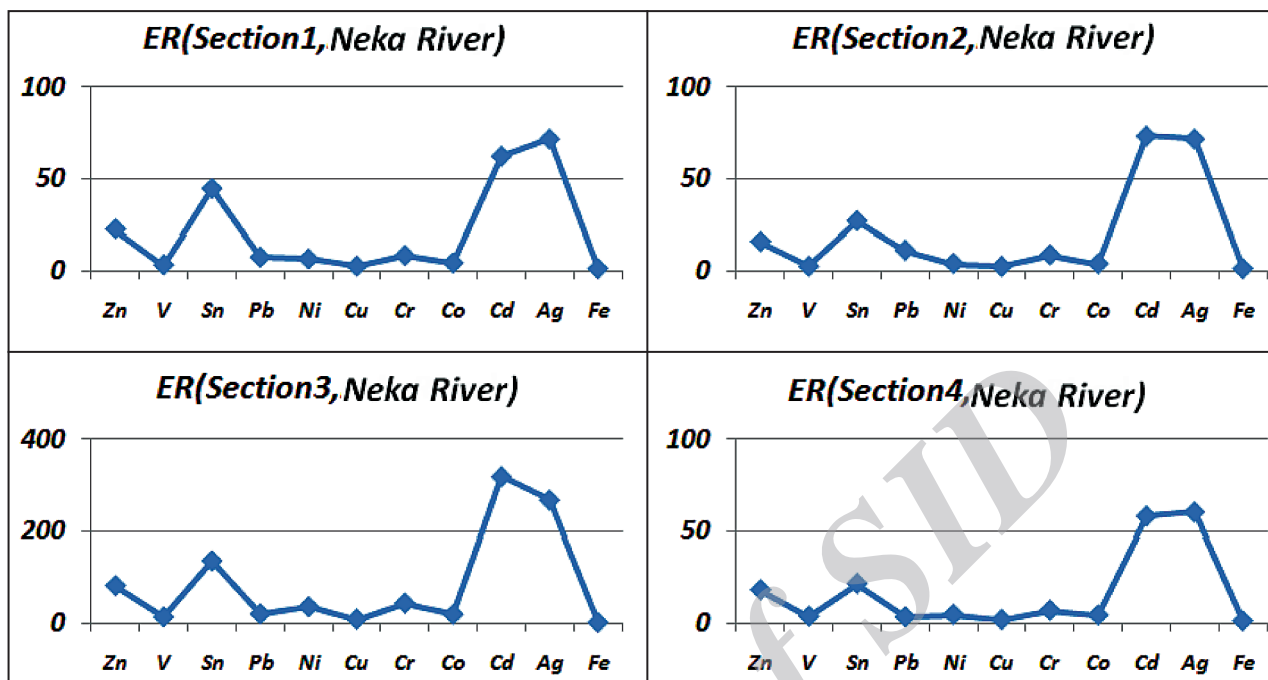 ER(Section1,Neka River)
100
50
0
Zn V Sn Pb Ni Cu Cr Co Cd Ag Fe
ER(Section2,Neka River)
100
50
0
Zn V Sn Pb Ni Cu Cr Co Cd Ag Fe
ER(Section3,Neka River)
400
200
0
Zn V Sn Pb Ni Cu Cr Co Cd Ag Fe
ER(Section4,Neka River)
100
50
0
Zn V Sn Pb Ni Cu Cr Co Cd Ag Fe
f SID